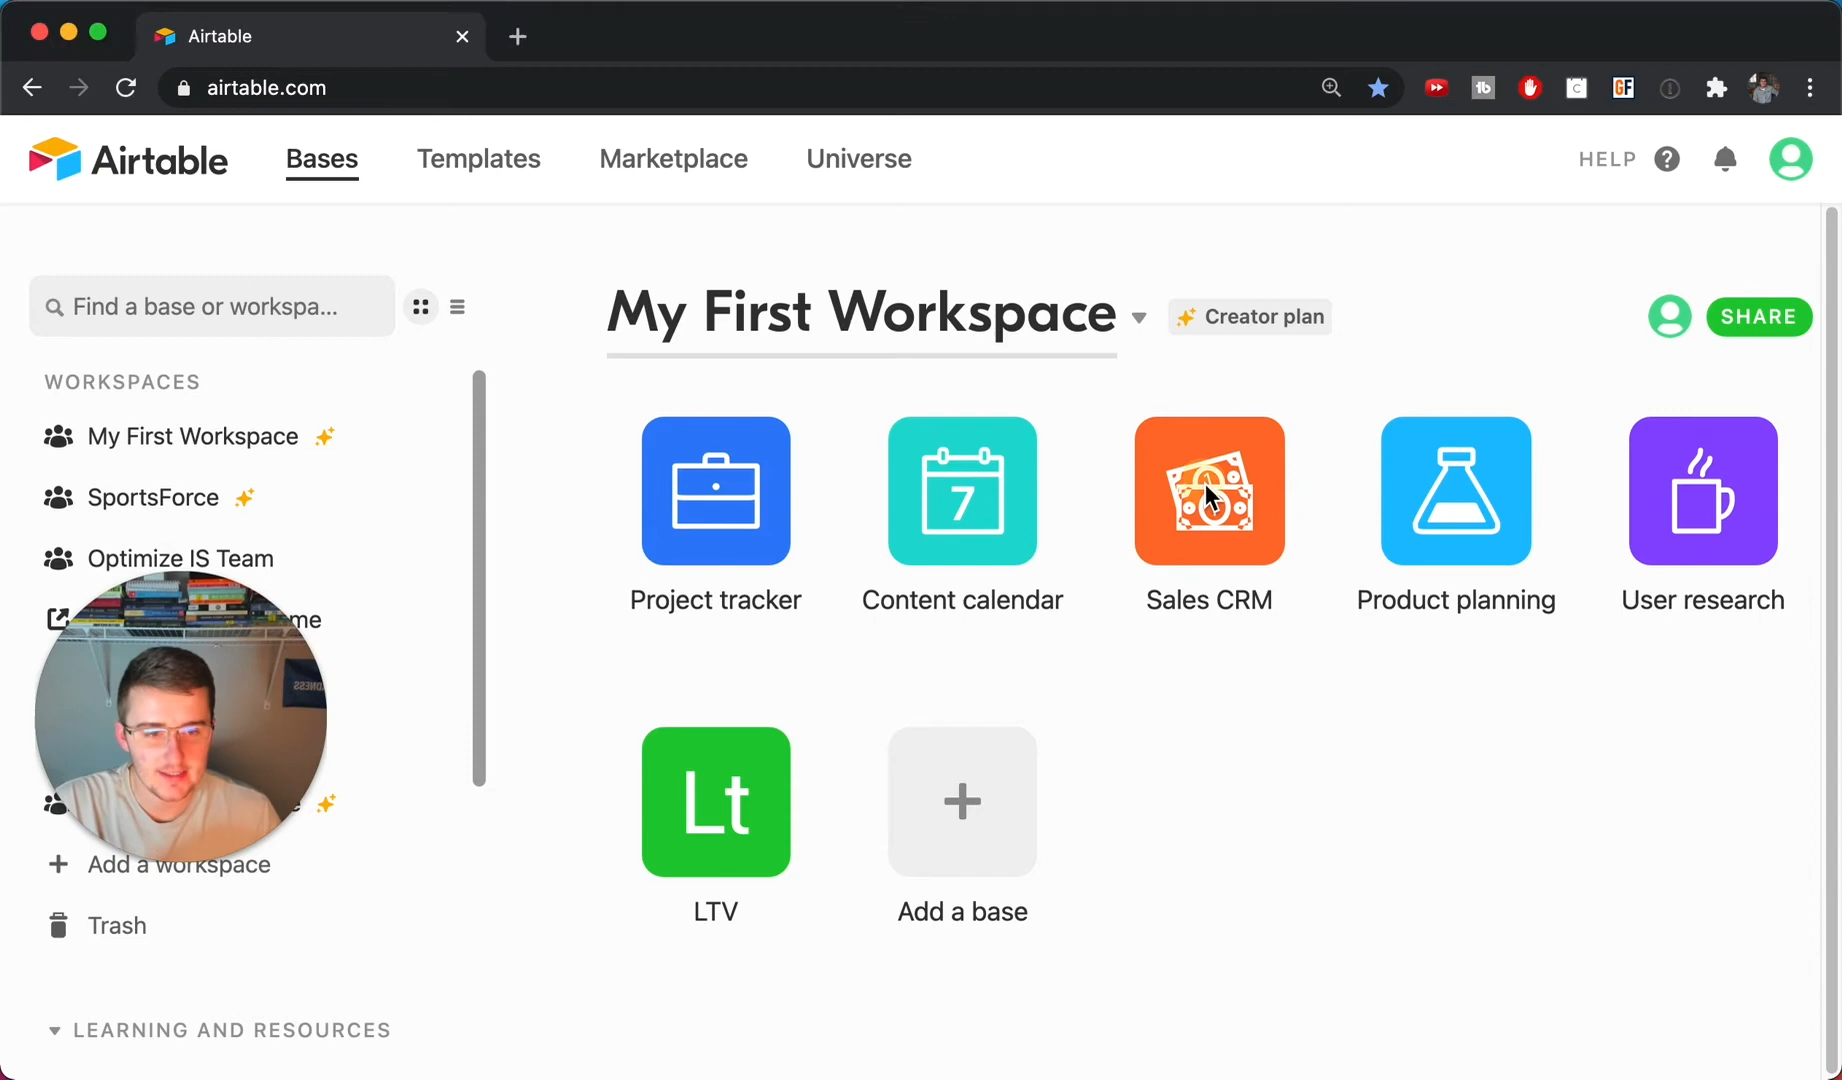 Airtable
airtable.com
Airtable
Bases
Templates
Marketplace
Universe
HELP
Find a base or workspa...
WORKSPACES
My First Workspace
SportsForce
Optimize IS Team
me
Add a workspace
Trash
LEARNING AND RESOURCES
My First Workspace
Creator plan
SHARE
7
Project tracker
Content calendar
Sales CRM
Product planning
User research
Lt
LTV
Add a base